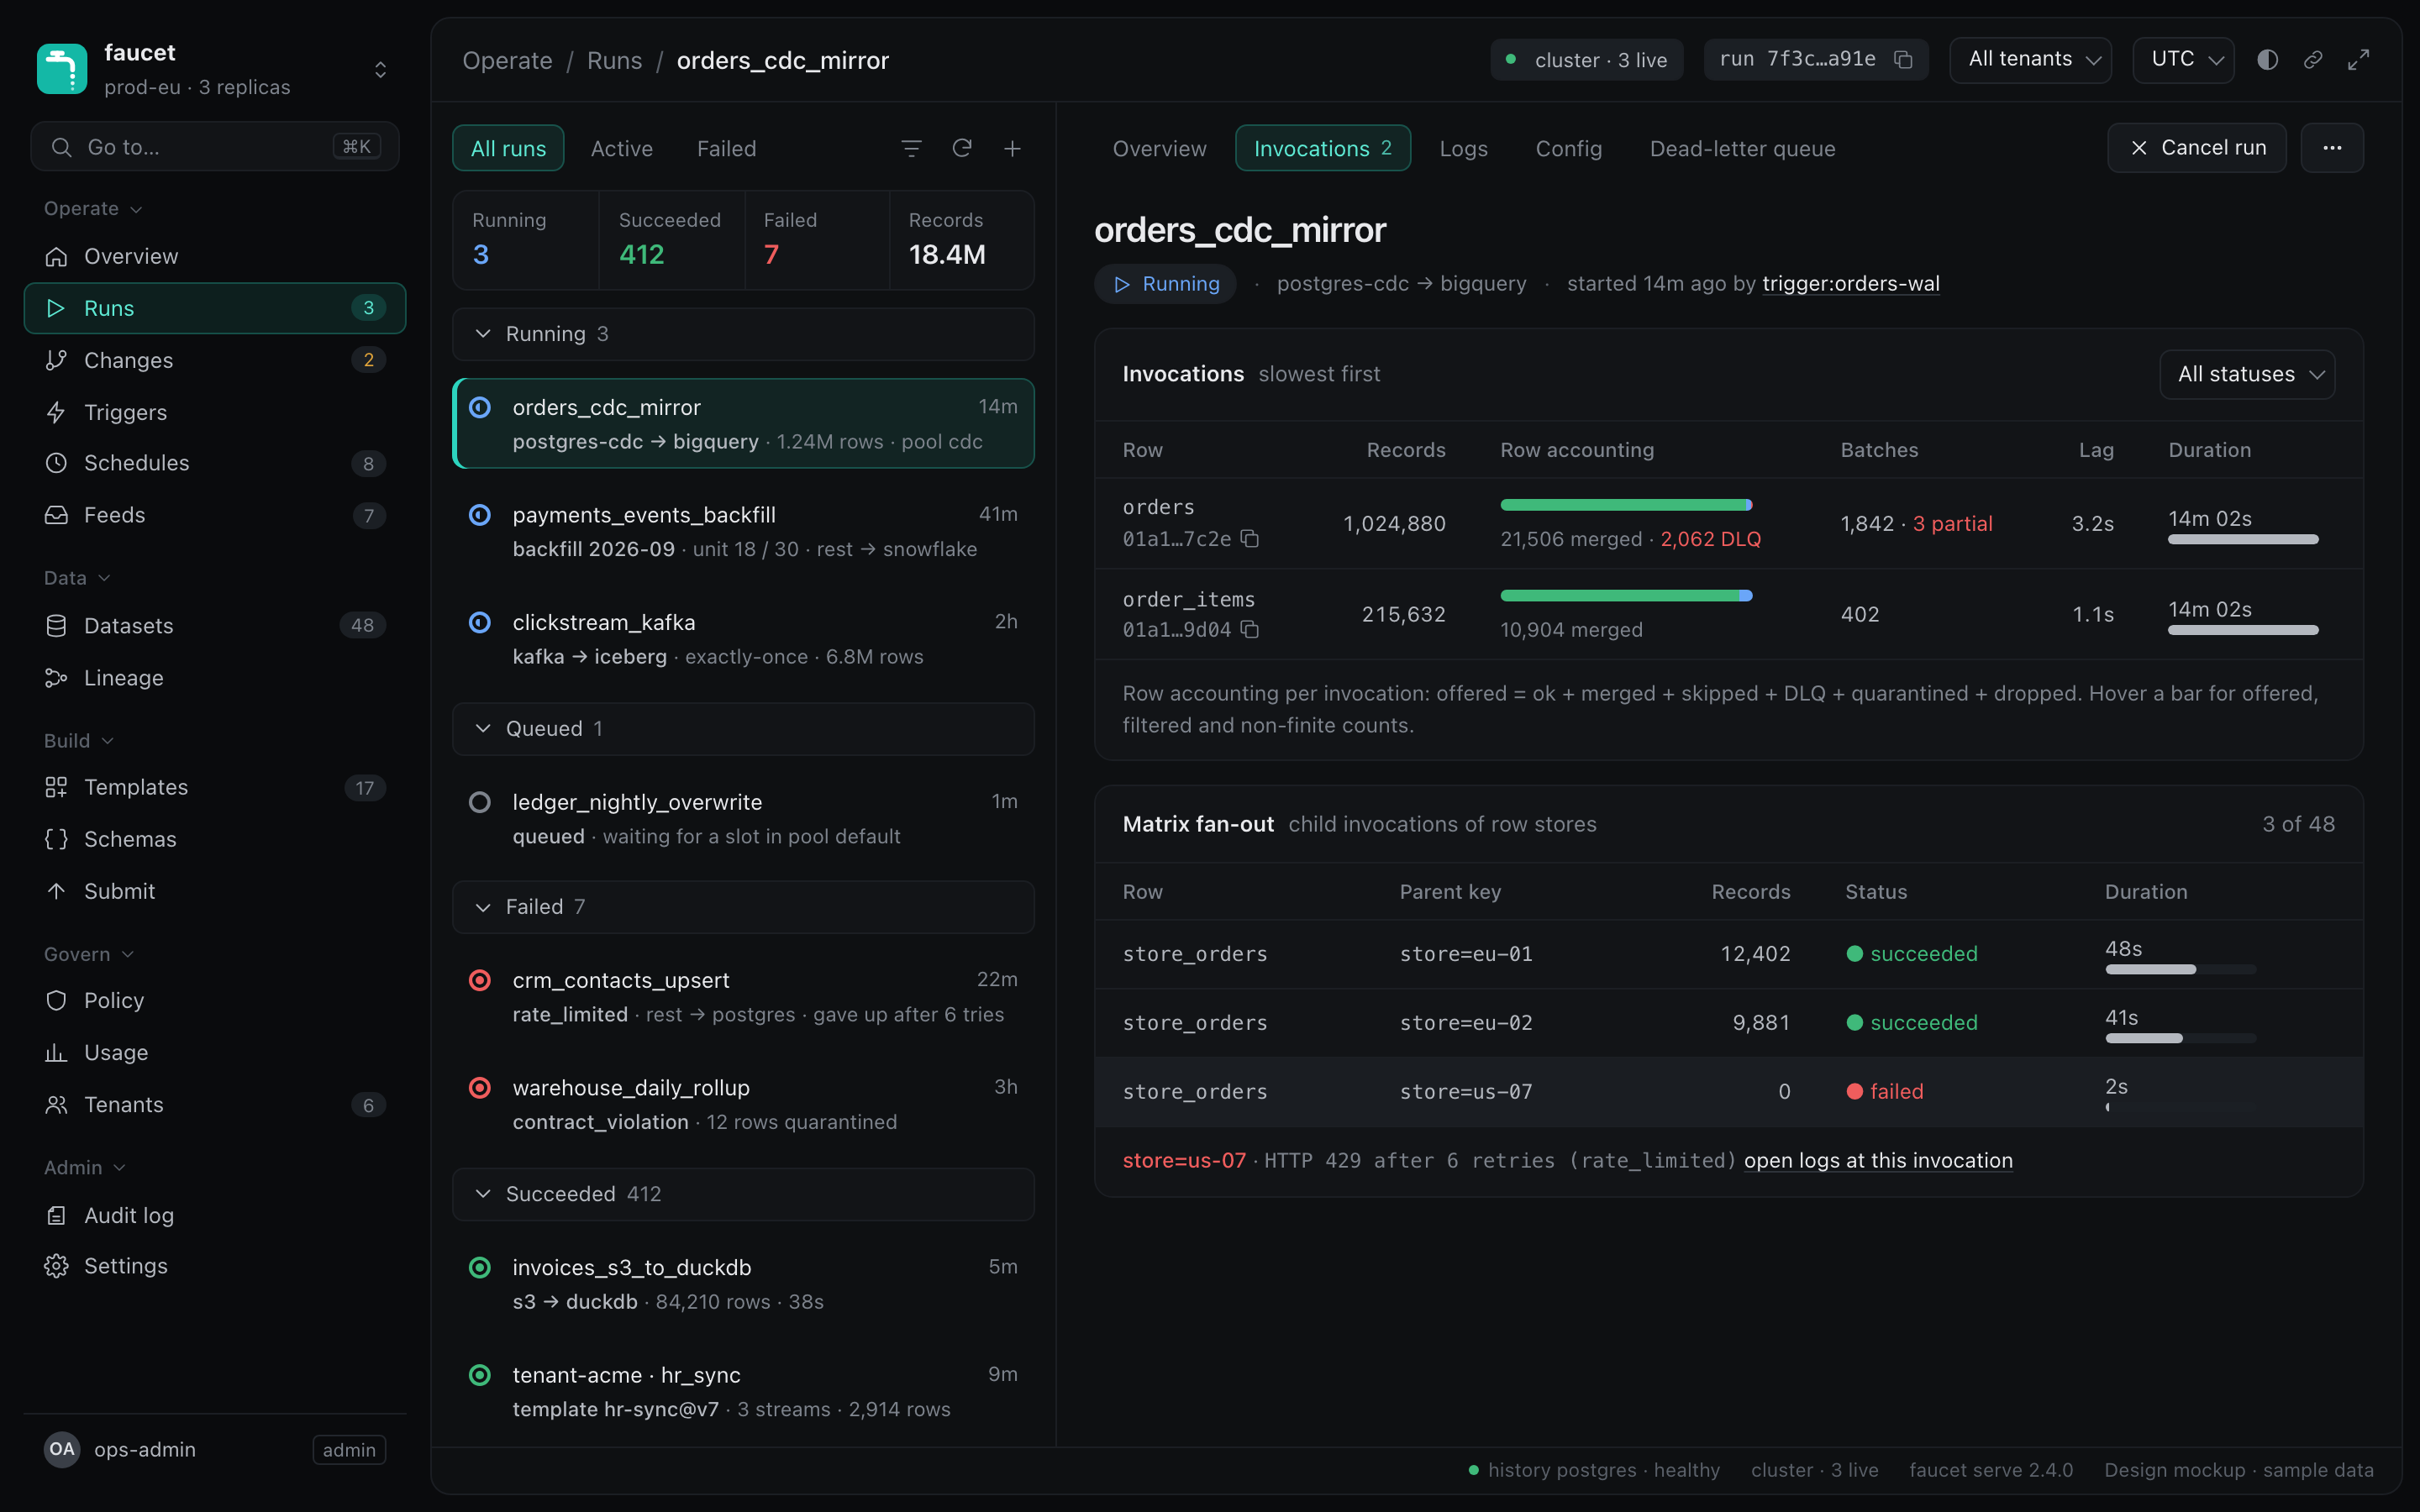 faucet
prod-eu · 3 replicas
Go to...
⌘K
Operate
Overview
Runs 3
Changes 2
Triggers
Schedules 8
Feeds 7
Data
Datasets 48
Lineage
Build
Templates 17
Schemas
Submit
Govern
Policy
Usage
Tenants 6
Admin
Audit log
Settings
OA ops-admin admin
Operate / Runs / orders_cdc_mirror
cluster · 3 live
run 7f3c…a91e
All tenants
UTC
All runs Active Failed
Running Succeeded Failed Records
3 412 7 18.4M
Running 3
orders_cdc_mirror 14m
postgres-cdc → bigquery · 1.24M rows · pool cdc
payments_events_backfill 41m
backfill 2026-09 · unit 18 / 30 · rest → snowflake
clickstream_kafka 2h
kafka → iceberg · exactly-once · 6.8M rows
Queued 1
ledger_nightly_overwrite 1m
queued · waiting for a slot in pool default
Failed 7
crm_contacts_upsert 22m
rate_limited · rest → postgres · gave up after 6 tries
warehouse_daily_rollup 3h
contract_violation · 12 rows quarantined
Succeeded 412
invoices_s3_to_duckdb 5m
s3 → duckdb · 84,210 rows · 38s
tenant-acme · hr_sync 9m
template hr-sync@v7 · 3 streams · 2,914 rows
Overview Invocations 2 Logs Config Dead-letter queue
Cancel run
orders_cdc_mirror
Running · postgres-cdc → bigquery · started 14m ago by trigger:orders-wal
Invocations slowest first
All statuses
Row Records Row accounting Batches Lag Duration
orders
01a1…7c2e
1,024,880
21,506 merged · 2,062 DLQ
1,842 · 3 partial
3.2s
14m 02s
order_items
01a1…9d04
215,632
10,904 merged
402
1.1s
14m 02s
Row accounting per invocation: offered = ok + merged + skipped + DLQ + quarantined + dropped. Hover a bar for offered,
filtered and non-finite counts.
Matrix fan-out child invocations of row stores
3 of 48
Row Parent key Records Status Duration
store_orders store=eu-01 12,402 succeeded 48s
store_orders store=eu-02 9,881 succeeded 41s
store_orders store=us-07 0 failed 2s
store=us-07 · HTTP 429 after 6 retries (rate_limited) open logs at this invocation
history postgres · healthy cluster · 3 live faucet serve 2.4.0 Design mockup · sample data